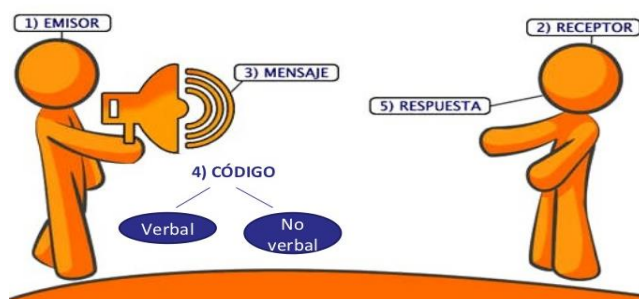 1) EMISOR
2) RECEPTOR
3) MENSAJE
5) RESPUESTA
4) CÓDIGO
Verbal
No
verbal